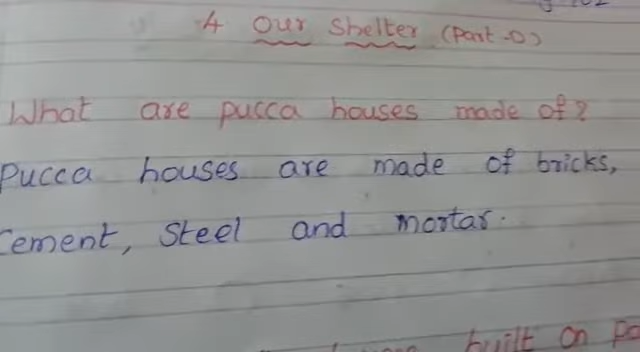 4 Our Shelter (Part-D)
What are pucca houses made of?
Pucca houses are made of bricks,
Cement, Steel and mortar.
built on